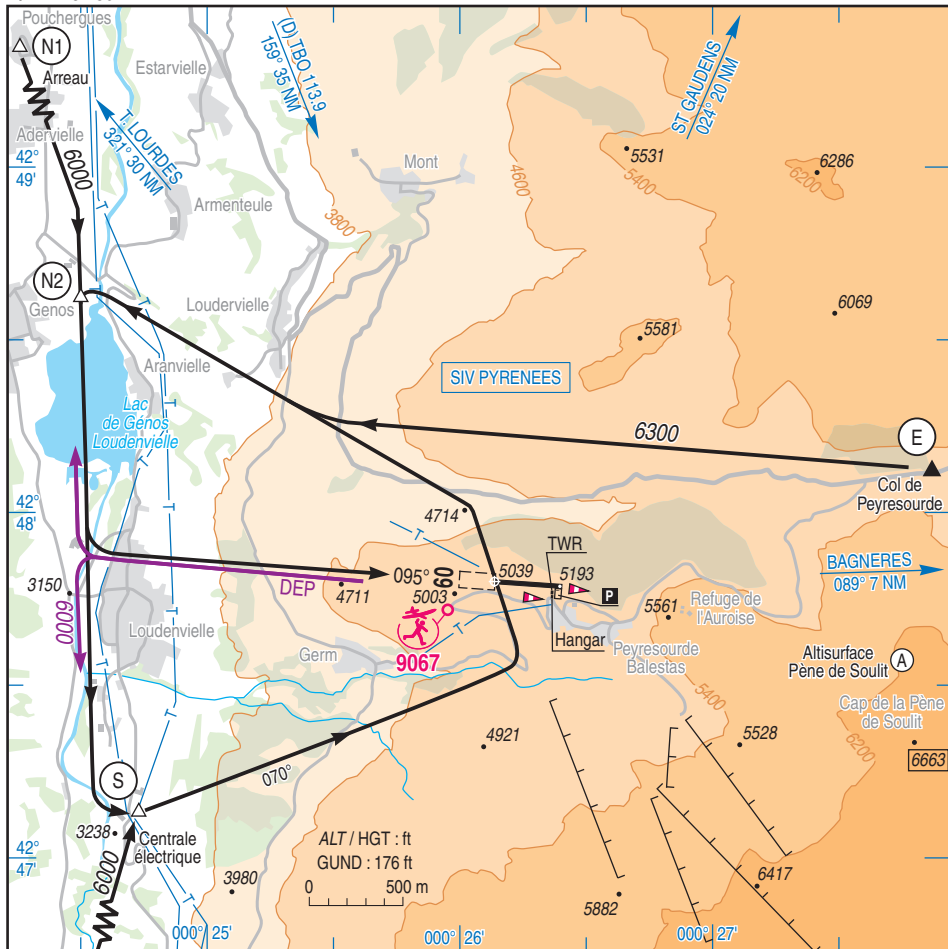 Pouchergues
N1
Arreau
Estarvielle
(D) TBO 113.9
159° 35 NM
ST GAUDENS
024° 20 NM
Adervielle
6000
T. LOURDES
321° 30 NM
42°
49'
Mont
4600
5531
5400
6286
6200
Armenteule
3800
N2
Genos
Loudervielle
6069
5581
T
Aranvielle
SIV PYRENEES
T
Lac
de Génos
Loudenvielle
6300
E
Col de
Peyresourde
T
T
42°
48'
4714
T
TWR
095°
09
5039
5193
BAGNERES
089° 7 NM
DEP
4711
5003
P
3150
6000
5561
Refuge de
l'Auroise
Loudenvielle
T
Germ
9067
Hangar
Peyresourde
Balestas
Altisurface
Pène de Soulit
A
5400
Cap de la Pène
de Soulit
6200
4921
5528
6663
S
070°
3238
Centrale
électrique
42°
47'
6000
ALT / HGT : ft
GUND : 176 ft
0
500 m
3980
6417
5882
000° 25'
000° 26'
000° 27'